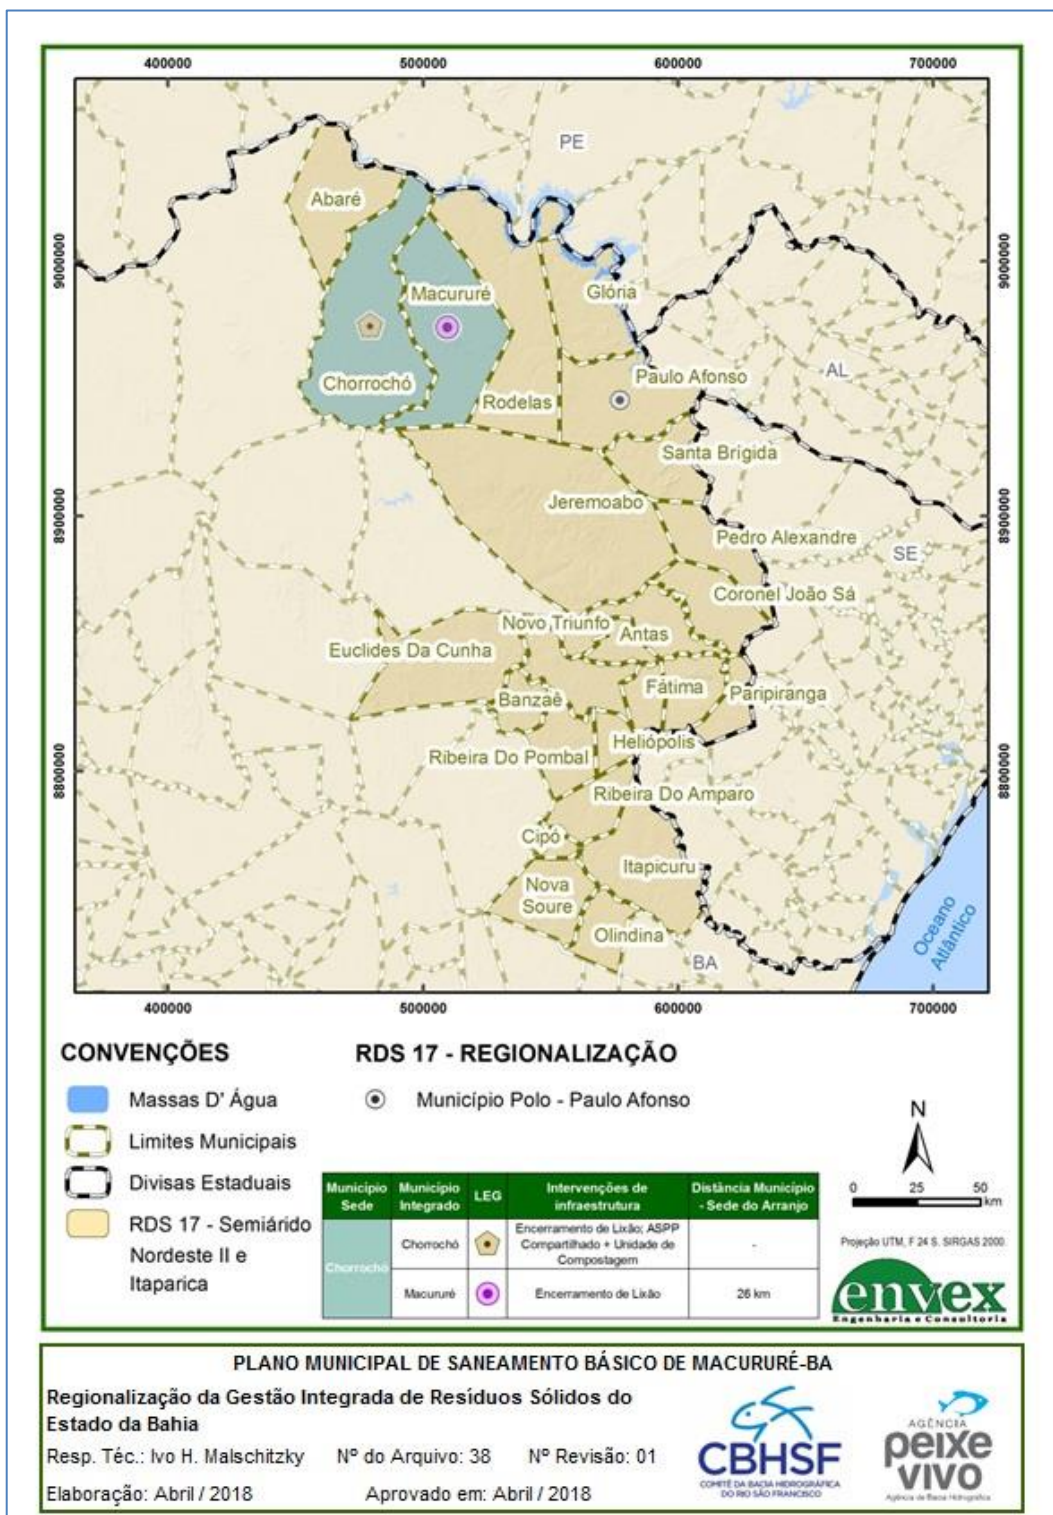 400000 500000 600000 700000
PE
Abaré
9000000 9000000
Macururé
Glória
Chorrochó
Rodelas
Paulo Afonso
AL
Santa Brígida
Jeremoabo
8900000 8900000
Pedro Alexandre
SE
Coronel João Sá
Novo Triunfo
Antas
Euclides Da Cunha
Fátima
Paripiranga
Banzaê
Heliópolis
Ribeira Do Pombal
8800000 8800000
Ribeira Do Amparo
Cipó
Itapicuru
Nova
Soure
Olindina
BA
Oceano
Atlântico
400000 500000 600000 700000
CONVENÇÕES
Massas D' Água
Limites Municipais
Divisas Estaduais
RDS 17 - Semiárido
Nordeste II e
Itaparica
RDS 17 - REGIONALIZAÇÃO
Município Polo - Paulo Afonso
N
0 25 50
km
Projeção UTM, F 24 S. SIRGAS 2000
Município Sede Município Integrado LEG Intervenções de infraestrutura Distância Município - Sede do Arranjo
Chorrochó
Chorrochó Encerramento de Lixão; ASPP
Compartilhado + Unidade de
Compostagem -
Macururé Encerramento de Lixão 26 km
envex
Engenharia e Consultoria
PLANO MUNICIPAL DE SANEAMENTO BÁSICO DE MACURURÉ-BA
Regionalização da Gestão Integrada de Resíduos Sólidos do
Estado da Bahia
Resp. Téc.: Ivo H. Malschitzky Nº do Arquivo: 38 Nº Revisão: 01
Elaboração: Abril / 2018 Aprovado em: Abril / 2018
CBHSF
COMITÊ DA BACIA HIDROGRÁFICA
DO RIO SÃO FRANCISCO
AGÊNCIA
peixe
vivo
Agência de Bacia Hidrográfica